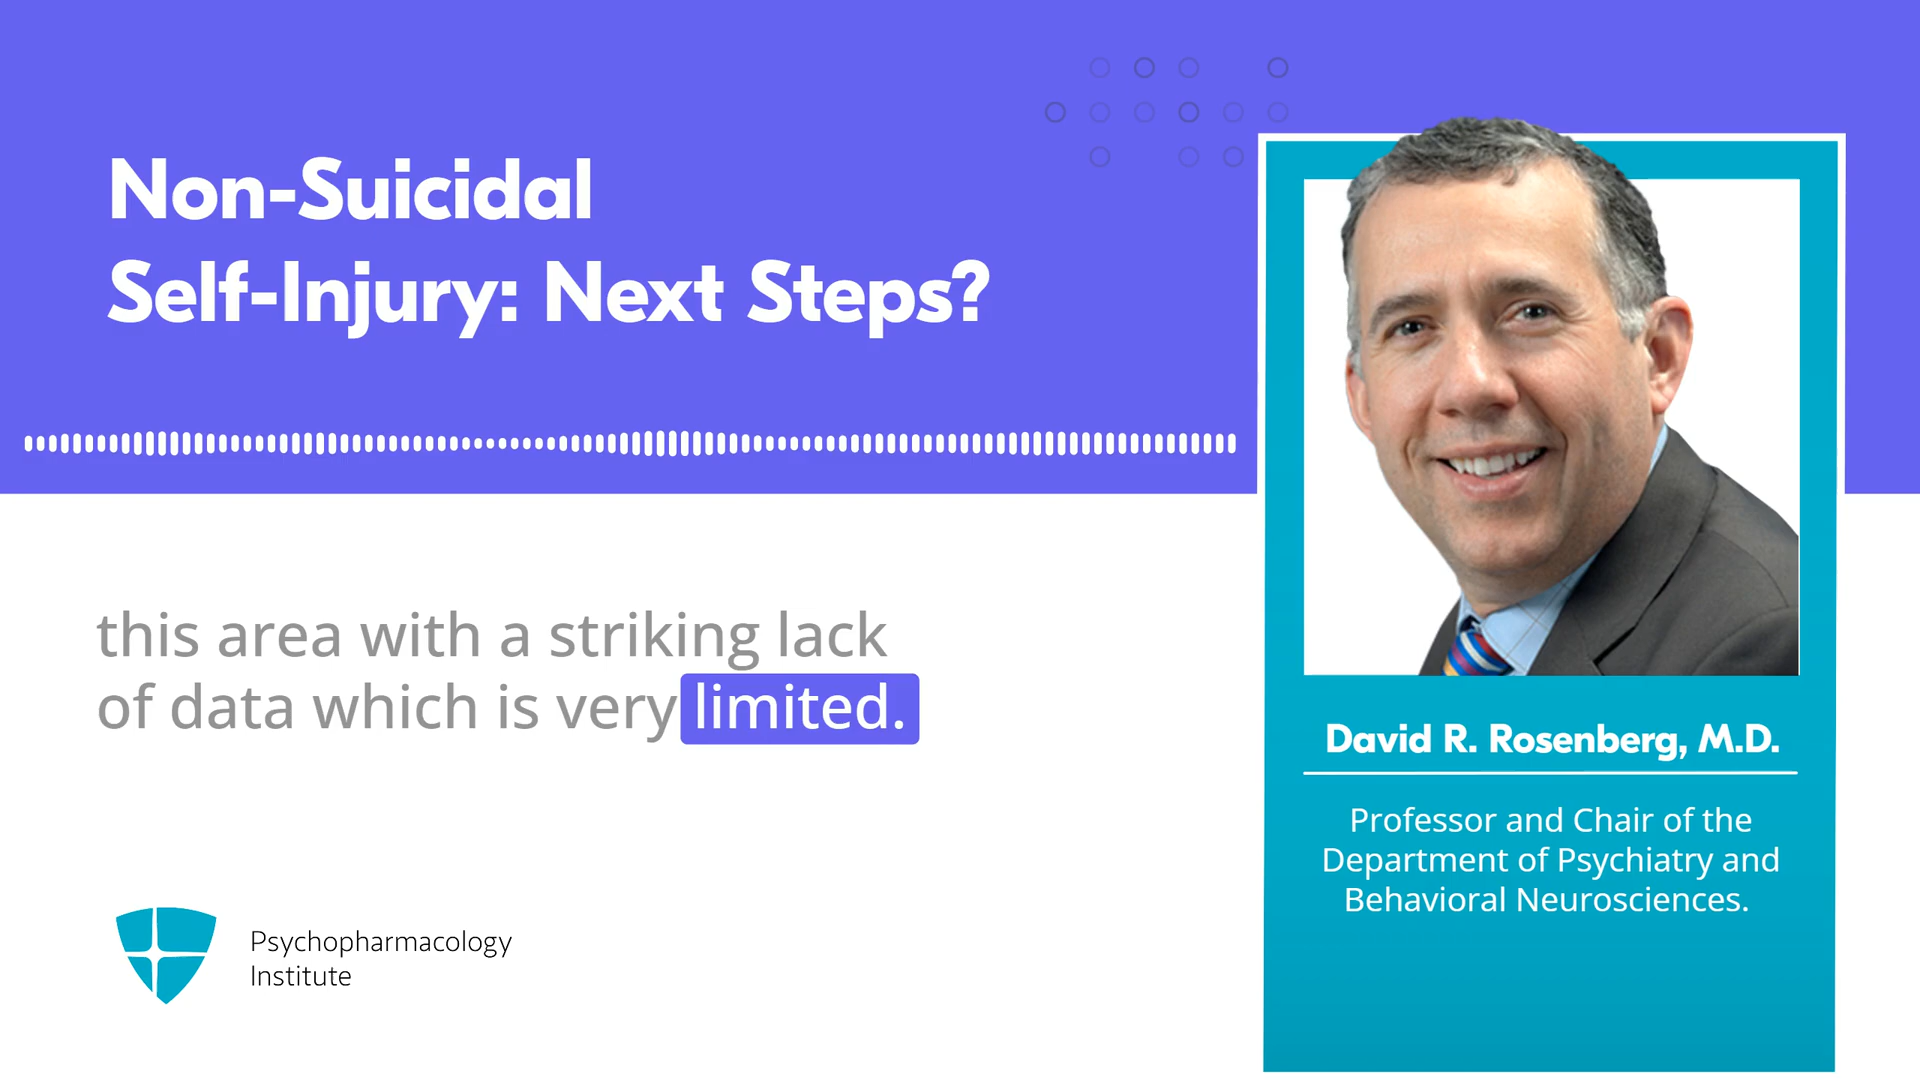 Non-Suicidal
Self-Injury: Next Steps?
this area with a striking lack
of data which is very limited.
Psychopharmacology
Institute
David R. Rosenberg, M.D.
Professor and Chair of the
Department of Psychiatry and
Behavioral Neurosciences.